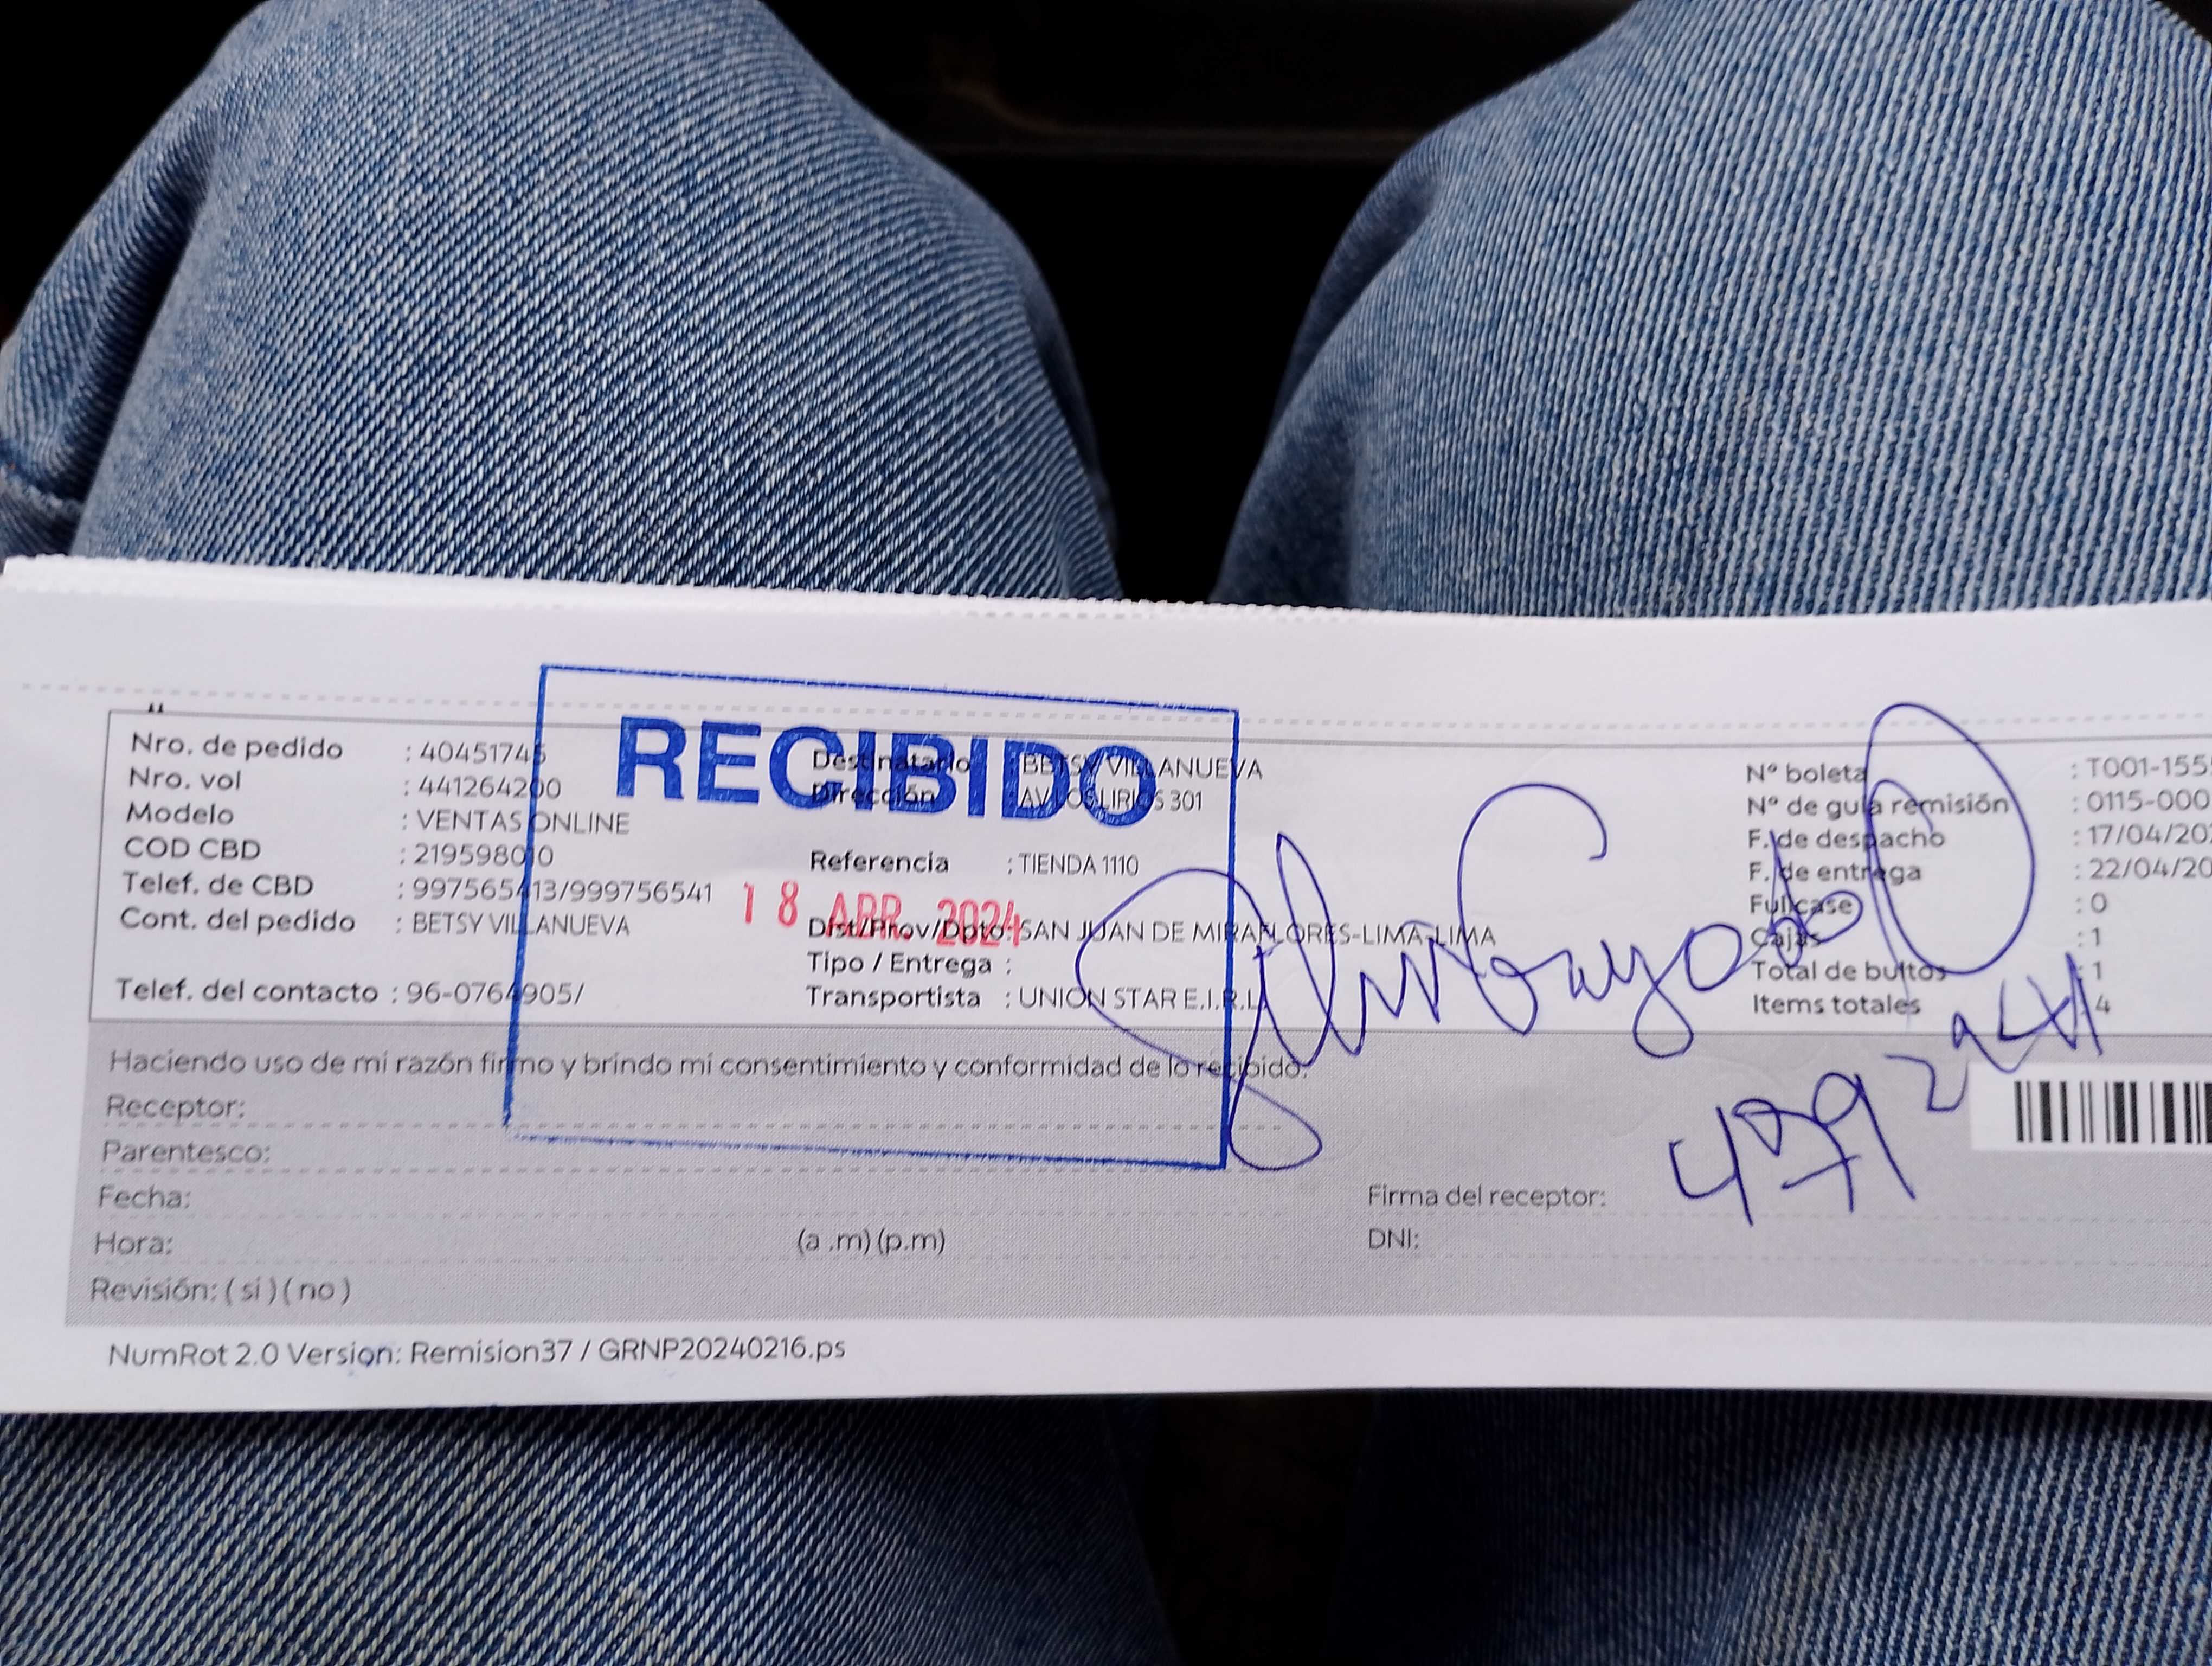 RECIBIDO
18 ABR. 2024
Nro. de pedido : 40451745
Nro. vol : 441264200
Modelo : VENTAS ONLINE
COD CBD : 219598010
Telef. de CBD : 997565413/999756541
Cont. del pedido : BETSY VILLANUEVA
Telef. del contacto : 96-0764905/
Destinatario : BETSY VILLANUEVA
Dirección : AV LOS LIRIOS 301
Referencia : TIENDA 1110
Dist/Prov/Dpto: SAN JUAN DE MIRAFLORES-LIMA-LIMA
Tipo / Entrega :
Transportista : UNION STAR E.I.R.L
N° boleta : T001-155
N° de guía remisión : 0115-000
F. de despacho : 17/04/20
F. de entrega : 22/04/20
Fullcase : 0
Cajas : 1
Total de bultos : 1
Items totales : 4
Haciendo uso de mi razón firmo y brindo mi consentimiento y conformidad de lo recibido.
Receptor:
Parentesco:
Fecha:
Hora: (a .m) (p.m)
Revisión: ( si ) ( no )
Firma del receptor:
DNI:
NumRot 2.0 Version: Remision37 / GRNP20240216.ps